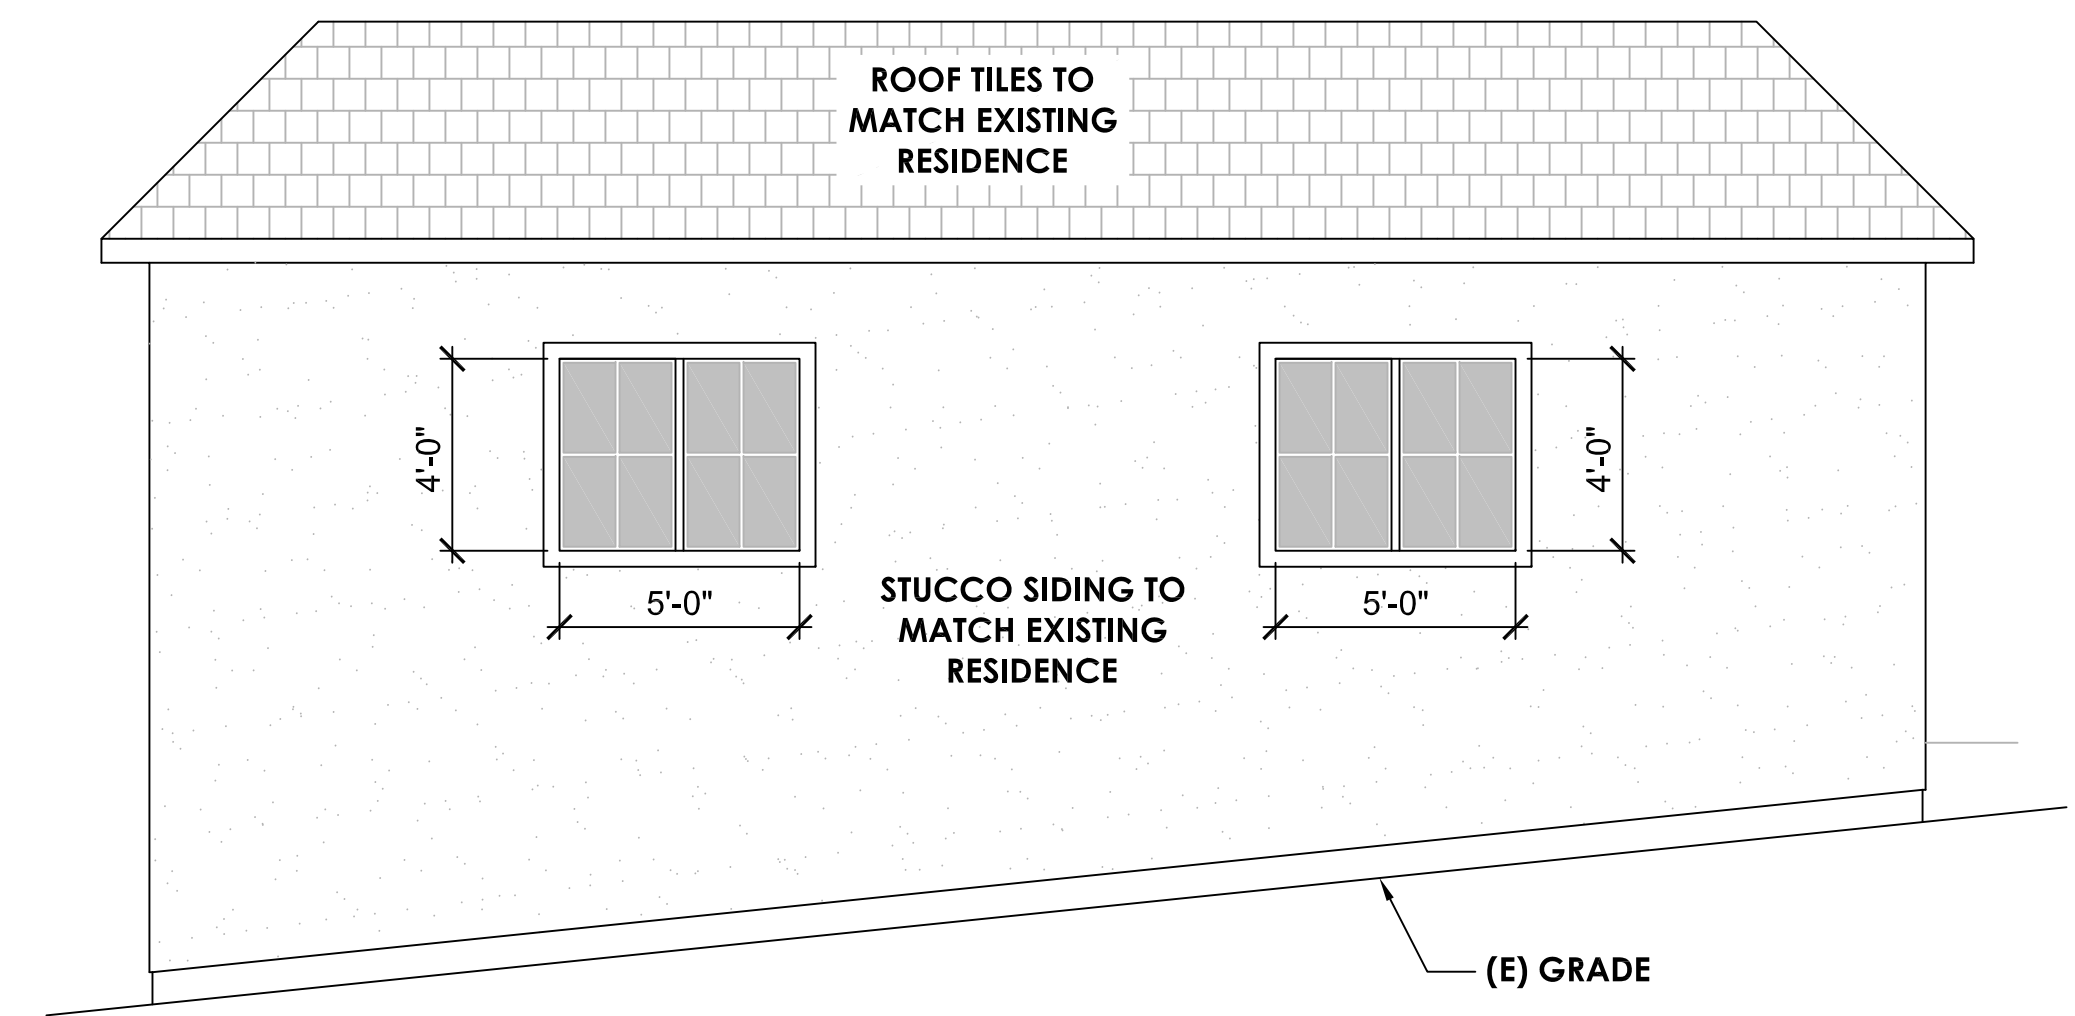 ROOF TILES TO
MATCH EXISTING
RESIDENCE
4'-0"
5'-0"
STUCCO SIDING TO
MATCH EXISTING
RESIDENCE
5'-0"
4'-0"
(E) GRADE